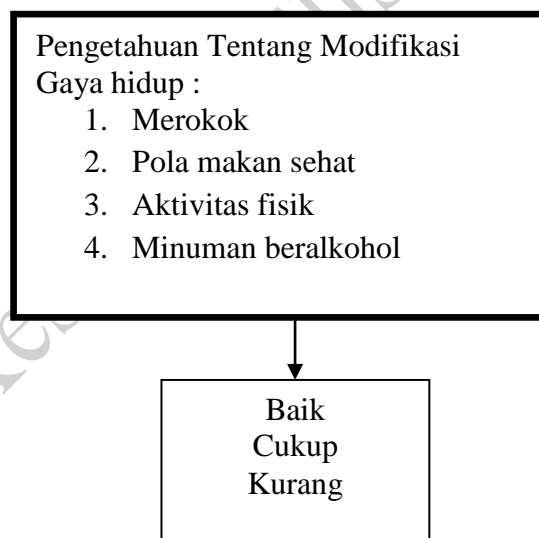 Pengetahuan Tentang Modifikasi
Gaya hidup :
1. Merokok
2. Pola makan sehat
3. Aktivitas fisik
4. Minuman beralkohol
Baik
Cukup
Kurang